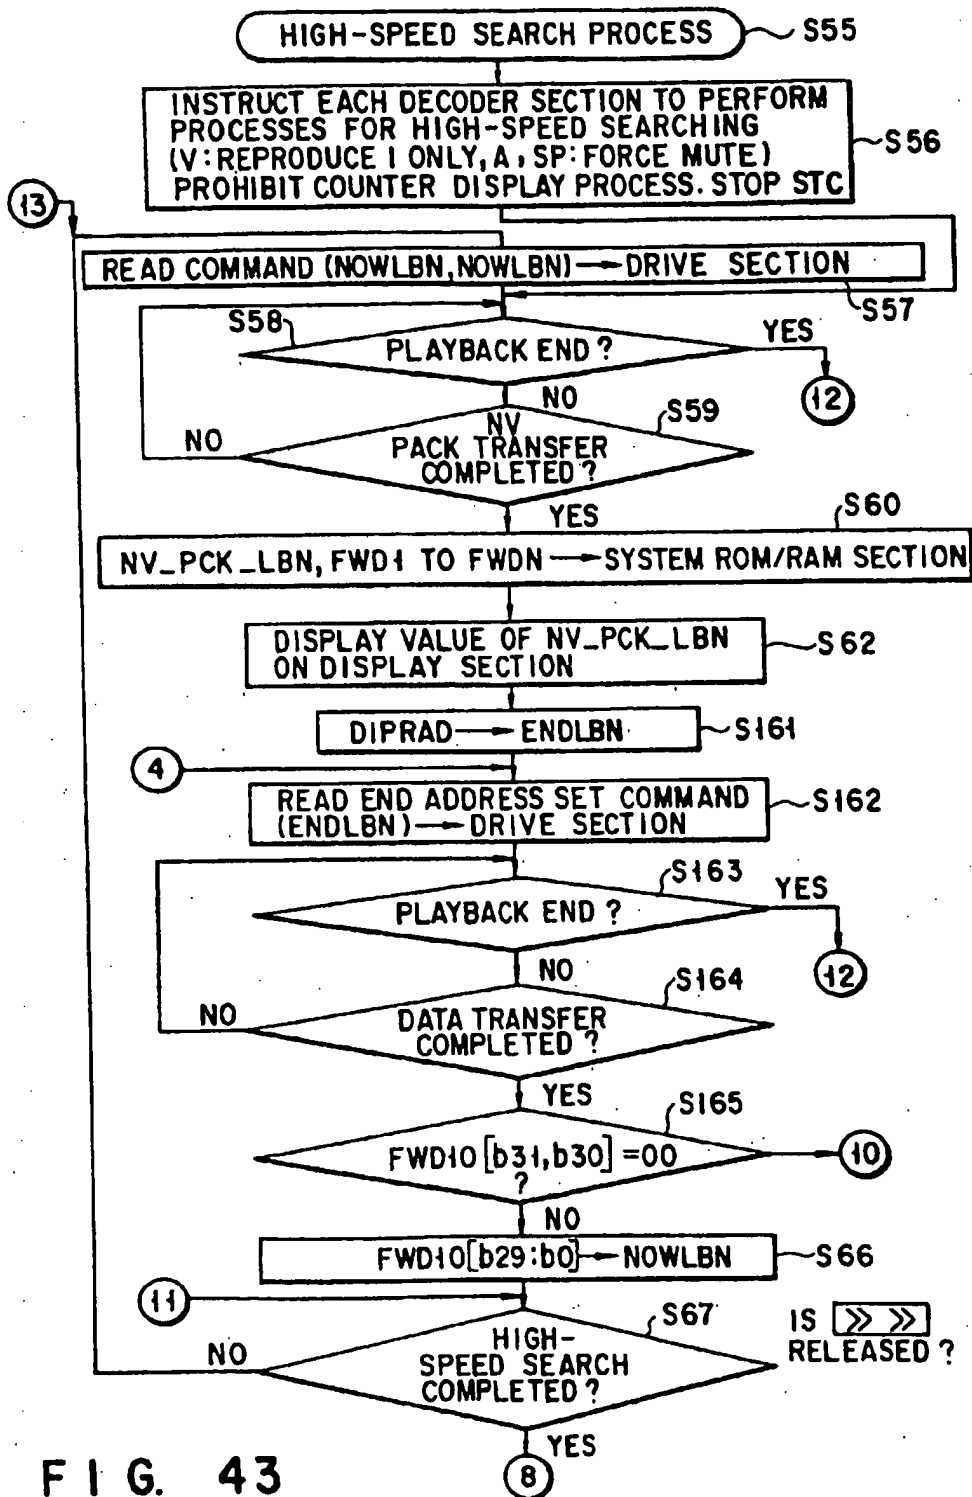 HIGH-SPEED SEARCH PROCESS
S55
INSTRUCT EACH DECODER SECTION TO PERFORM
PROCESSES FOR HIGH-SPEED SEARCHING
(V:REPRODUCE I ONLY, A, SP:FORCE MUTE)
PROHIBIT COUNTER DISPLAY PROCESS. STOP STC
S56
13
READ COMMAND (NOWLBN, NOWLBN) → DRIVE SECTION
S57
S58
PLAYBACK END ?
YES
12
NO
S59
NV
PACK TRANSFER
COMPLETED ?
NO
YES
S60
NV_PCK_LBN, FWD1 TO FWDN → SYSTEM ROM/RAM SECTION
DISPLAY VALUE OF NV_PCK_LBN
ON DISPLAY SECTION
S62
DIPRAD → ENDLBN
S161
4
READ END ADDRESS SET COMMAND
(ENDLBN) → DRIVE SECTION
S162
S163
PLAYBACK END ?
YES
12
NO
S164
DATA TRANSFER
COMPLETED ?
NO
YES
S165
FWD10 [b31, b30] = 00
?
10
NO
FWD10[b29:b0] → NOWLBN
S66
11
S67
HIGH-
SPEED SEARCH
COMPLETED ?
IS >> >>
RELEASED ?
NO
YES
8
FIG. 43